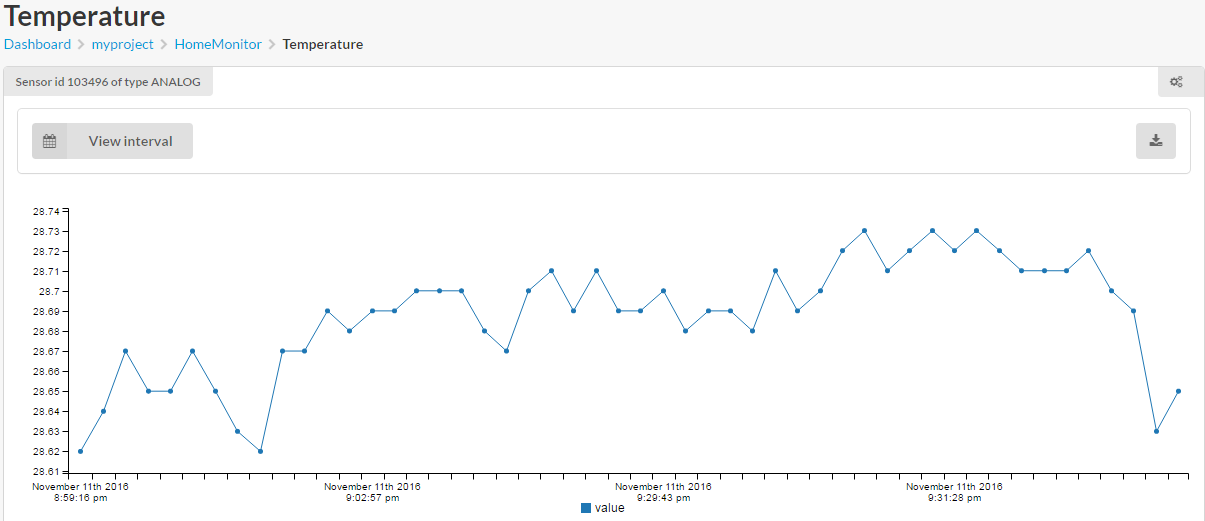 Temperature
Dashboard > myproject > HomeMonitor > Temperature
Sensor id 103496 of type ANALOG
View interval
28.74
28.73
28.72
28.71
28.7
28.69
28.68
28.67
28.66
28.65
28.64
28.63
28.62
28.61
November 11th 2016 November 11th 2016 November 11th 2016 November 11th 2016
8:59:16 pm 9:02:57 pm 9:29:43 pm 9:31:28 pm
value